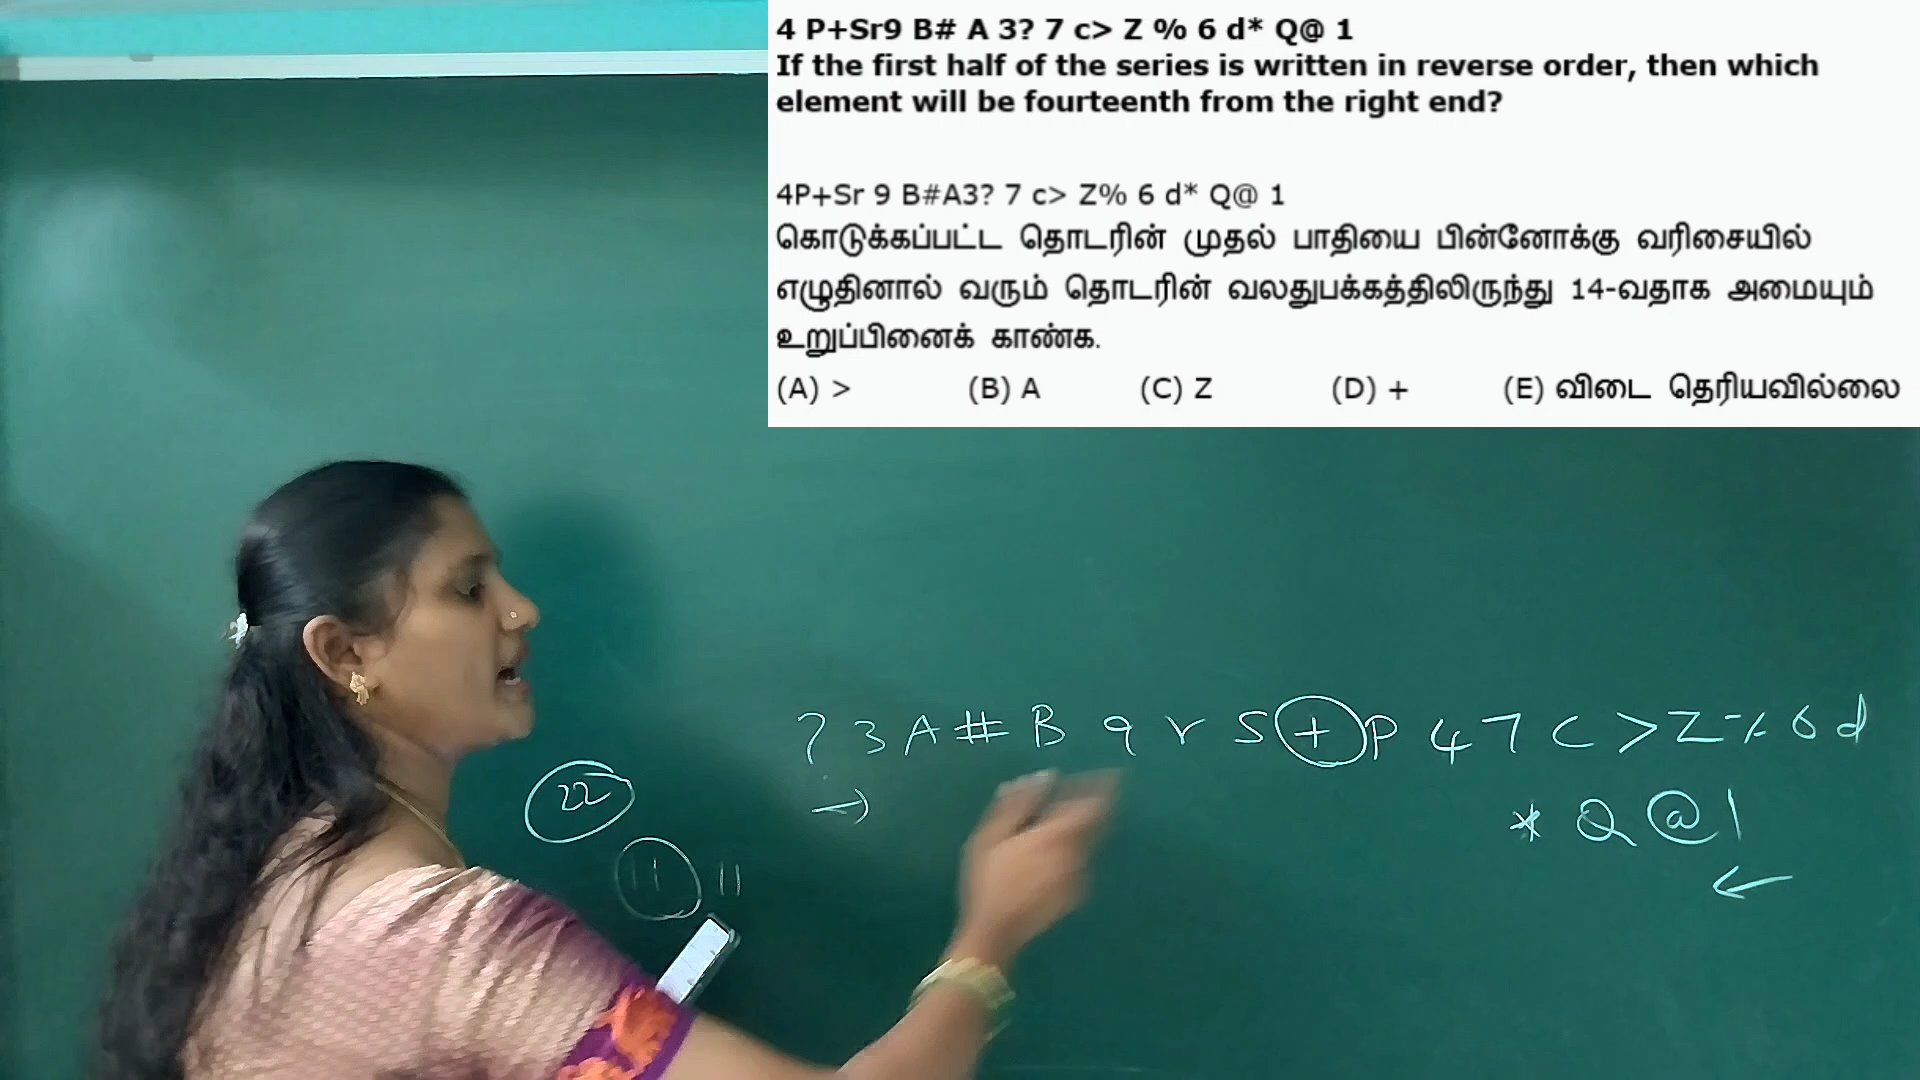 4 P+Sr9 B# A 3? 7 c> Z % 6 d* Q@ 1
If the first half of the series is written in reverse order, then which
element will be fourteenth from the right end?
4P+Sr 9 B#A3? 7 c> Z% 6 d* Q@ 1
கொடுக்கப்பட்ட தொடரின் முதல் பாதியை பின்னோக்கு வரிசையில்
எழுதினால் வரும் தொடரின் வலதுபக்கத்திலிருந்து 14-வதாக அமையும்
உறுப்பினைக் காண்க.
(A) > (B) A (C) Z (D) + (E) விடை தெரியவில்லை
? 3 A # B 9 r S + P 4 7 C > Z % 6 d
* Q @ 1
22
11 11